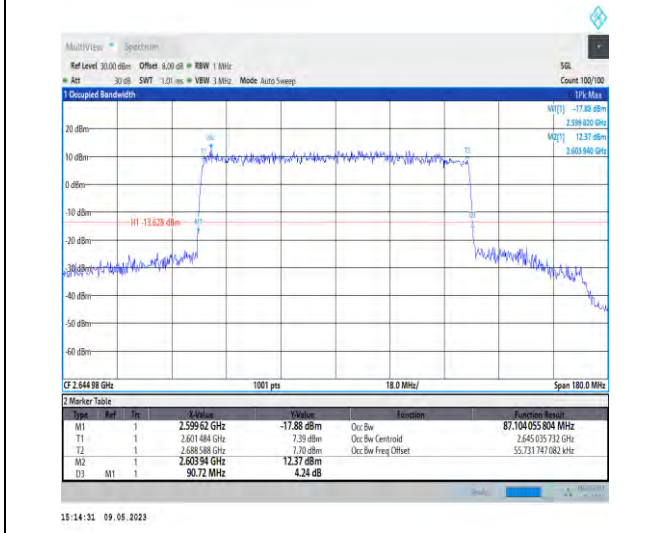 MultiView Spectrum
Ref Level 30.00 dBm Offset 8.00 dB RBW 1 MHz SGL
Att 30 dB SWT 1.01 ms VBW 3 MHz Mode Auto Sweep Count 100/100
1 Occupied Bandwidth 1Pk Max
M1[1] -17.88 dBm
2.599 620 GHz
M2[1] 12.37 dBm
2.603 940 GHz
20 dBm
M2
T1 T2
10 dBm
0 dBm
-10 dBm
H1 -13.628 dBm M1 D3
-20 dBm
-30 dBm
-40 dBm
-50 dBm
-60 dBm
CF 2.644 98 GHz 1001 pts 18.0 MHz/ Span 180.0 MHz
2 Marker Table
Type Ref Trc X-Value Y-Value Function Function Result
M1 1 2.599 62 GHz -17.88 dBm Occ Bw 87.104 055 804 MHz
T1 1 2.601 484 GHz 7.39 dBm Occ Bw Centroid 2.645 035 732 GHz
T2 1 2.688 588 GHz 7.70 dBm Occ Bw Freq Offset 55.731 747 082 kHz
M2 1 2.603 94 GHz 12.37 dBm
D3 M1 1 90.72 MHz 4.24 dB
15:14:31 09.05.2023